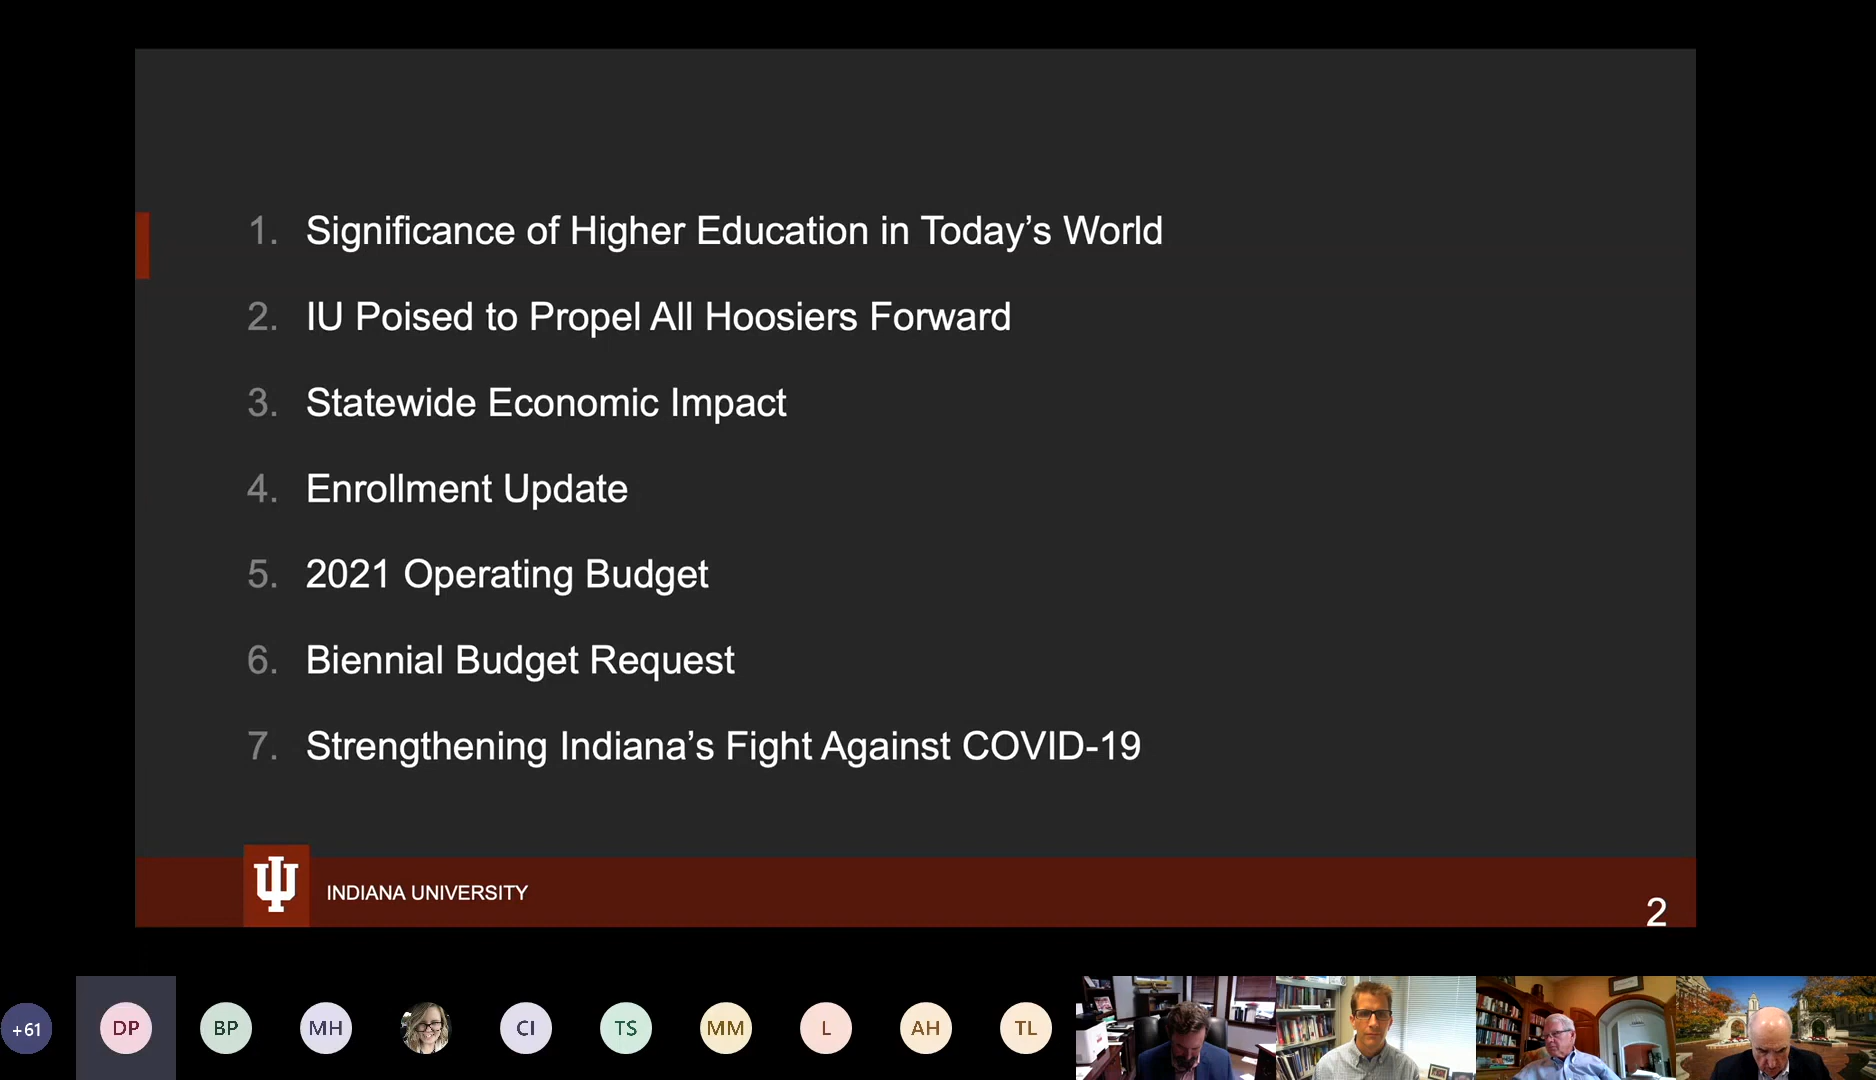 1. Significance of Higher Education in Today’s World
2. IU Poised to Propel All Hoosiers Forward
3. Statewide Economic Impact
4. Enrollment Update
5. 2021 Operating Budget
6. Biennial Budget Request
7. Strengthening Indiana’s Fight Against COVID-19
INDIANA UNIVERSITY
2
+61 DP BP MH CI TS MM L AH TL